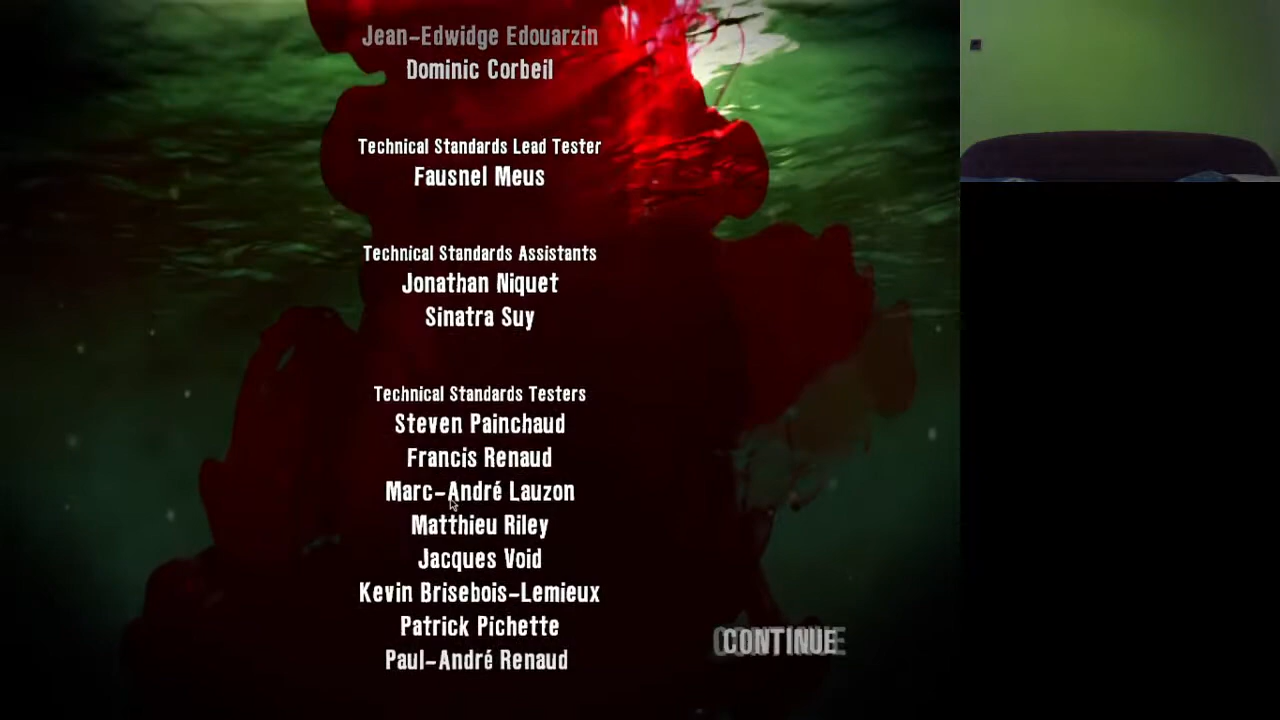 Jean-Edwidge Edouarzin
Dominic Corbeil
Technical Standards Lead Tester
Fausnel Meus
Technical Standards Assistants
Jonathan Niquet
Sinatra Suy
Technical Standards Testers
Steven Painchaud
Francis Renaud
Marc-André Lauzon
Matthieu Riley
Jacques Void
Kevin Brisebois-Lemieux
Patrick Pichette
Paul-André Renaud
CONTINUE